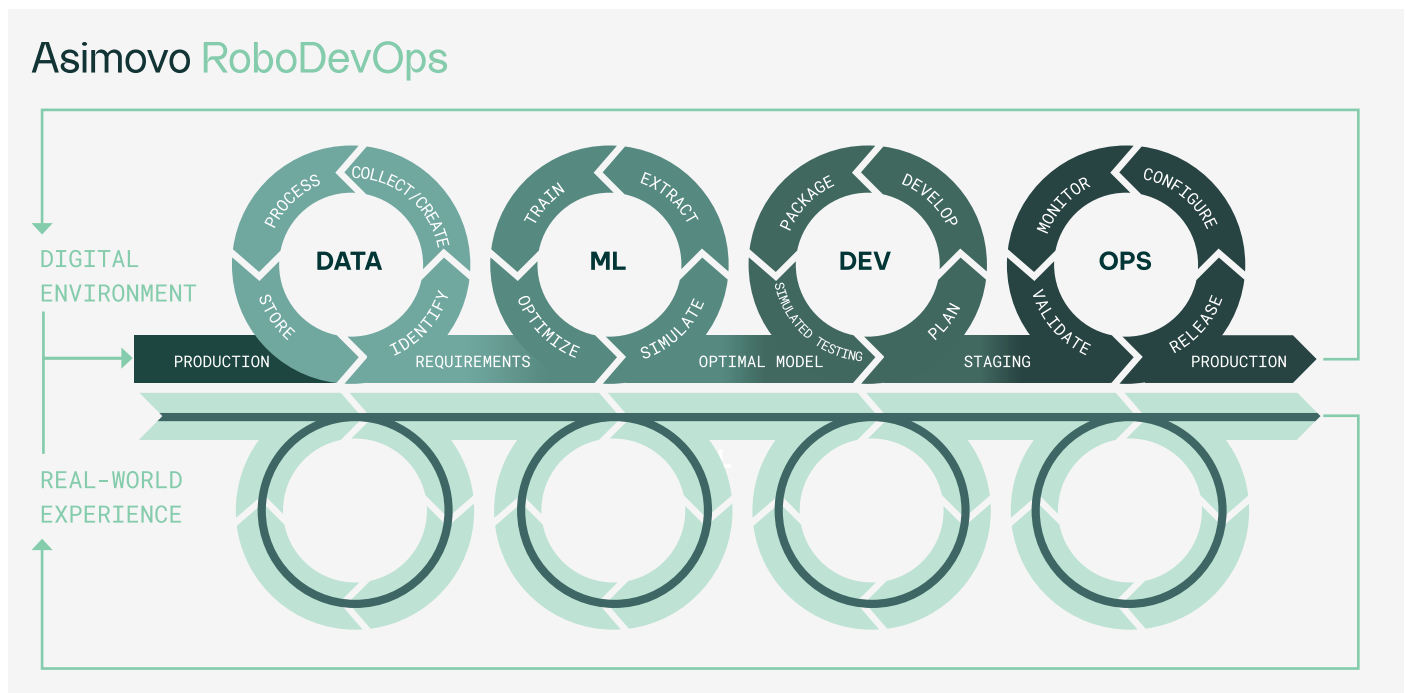 Asimovo RoboDevOps
PROCESS
COLLECT/CREATE
STORE
IDENTIFY
DATA
TRAIN
EXTRACT
OPTIMIZE
SIMULATE
ML
PACKAGE
DEVELOP
SIMULATED TESTING
PLAN
DEV
MONITOR
CONFIGURE
VALIDATE
RELEASE
OPS
DIGITAL
ENVIRONMENT
PRODUCTION
REQUIREMENTS
OPTIMAL MODEL
STAGING
PRODUCTION
REAL-WORLD
EXPERIENCE